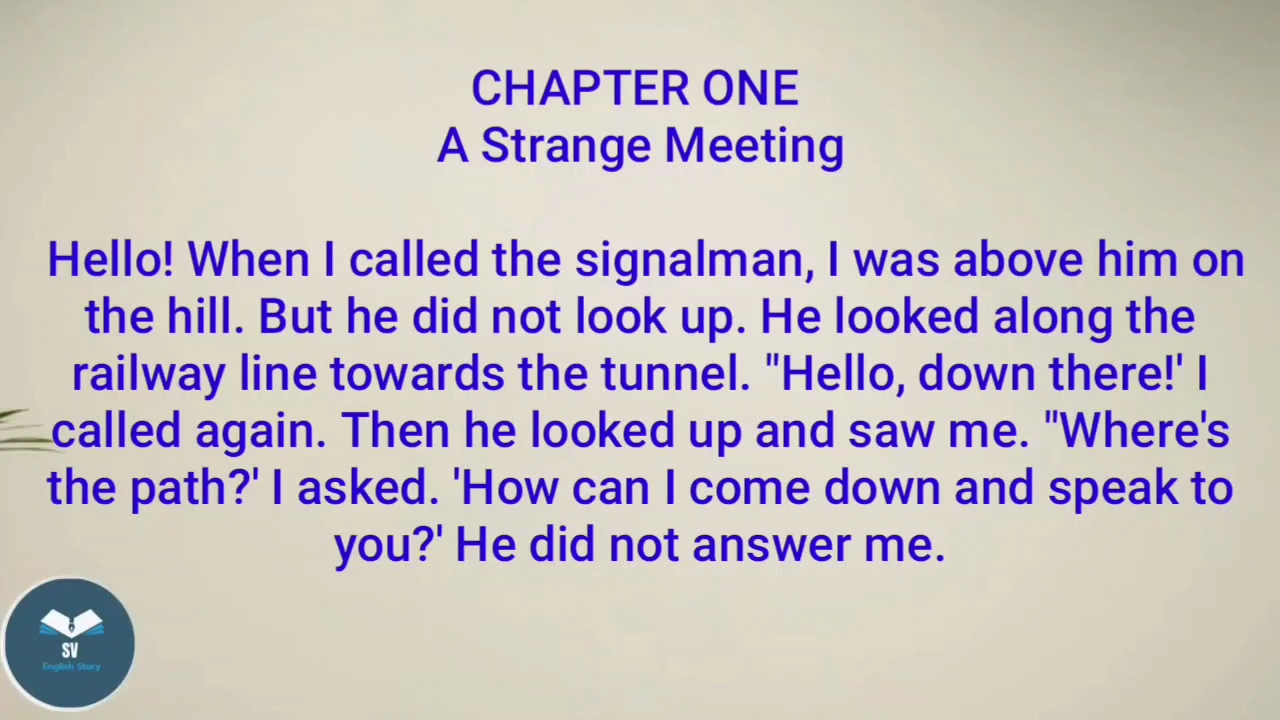 CHAPTER ONE
A Strange Meeting
Hello! When I called the signalman, I was above him on
the hill. But he did not look up. He looked along the
railway line towards the tunnel. "Hello, down there!' I
called again. Then he looked up and saw me. "Where's
the path?' I asked. 'How can I come down and speak to
you?' He did not answer me.
SV
English Story